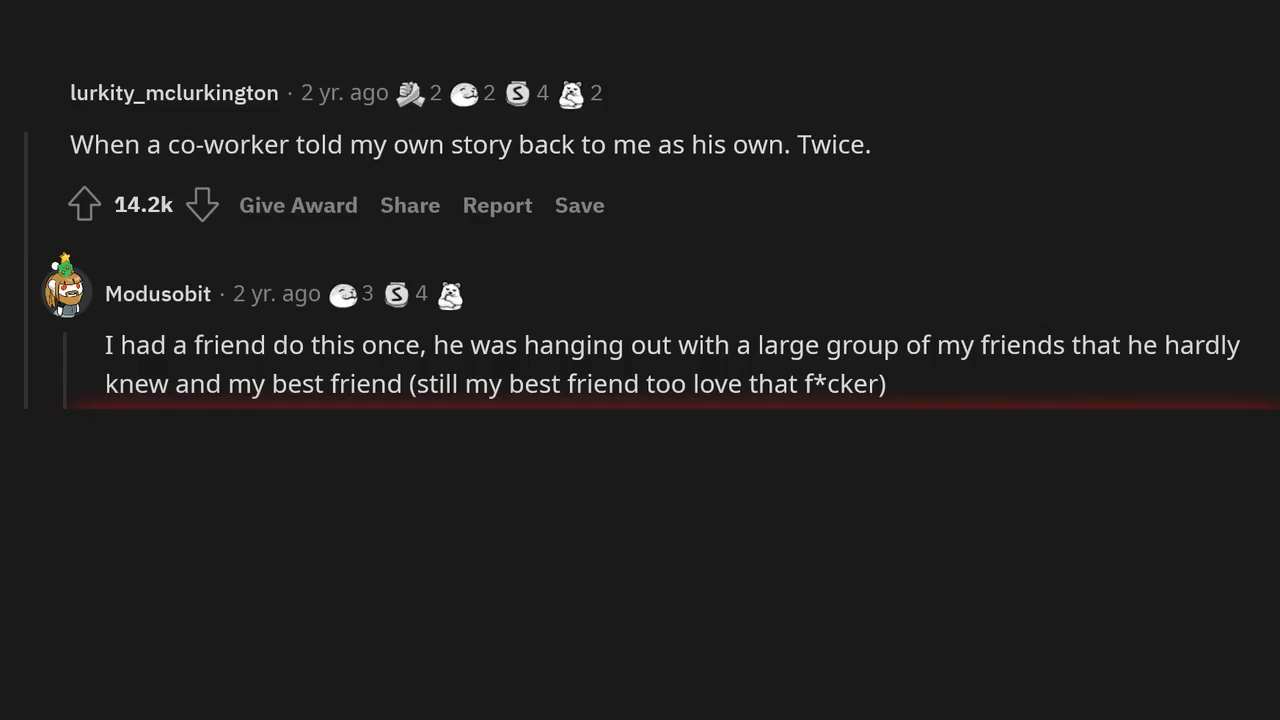 lurkity_mclurkington · 2 yr. ago 2 2 4 2
When a co-worker told my own story back to me as his own. Twice.
14.2k Give Award Share Report Save
Modusobit · 2 yr. ago 3 4
I had a friend do this once, he was hanging out with a large group of my friends that he hardly
knew and my best friend (still my best friend too love that f*cker)